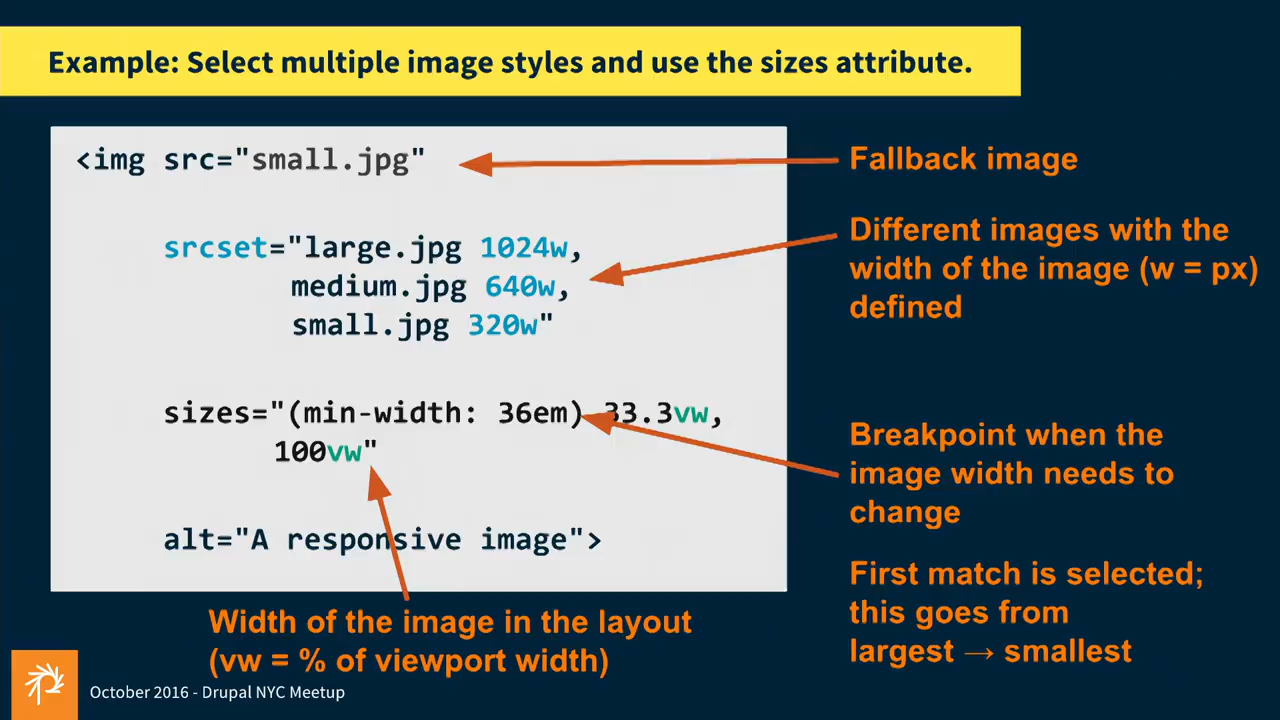 Example: Select multiple image styles and use the sizes attribute.
<img src="small.jpg"
Fallback image
srcset="large.jpg 1024w,
medium.jpg 640w,
small.jpg 320w"
Different images with the
width of the image (w = px)
defined
sizes="(min-width: 36em) 33.3vw,
100vw"
Breakpoint when the
image width needs to
change
alt="A responsive image">
First match is selected;
this goes from
largest → smallest
Width of the image in the layout
(vw = % of viewport width)
October 2016 - Drupal NYC Meetup